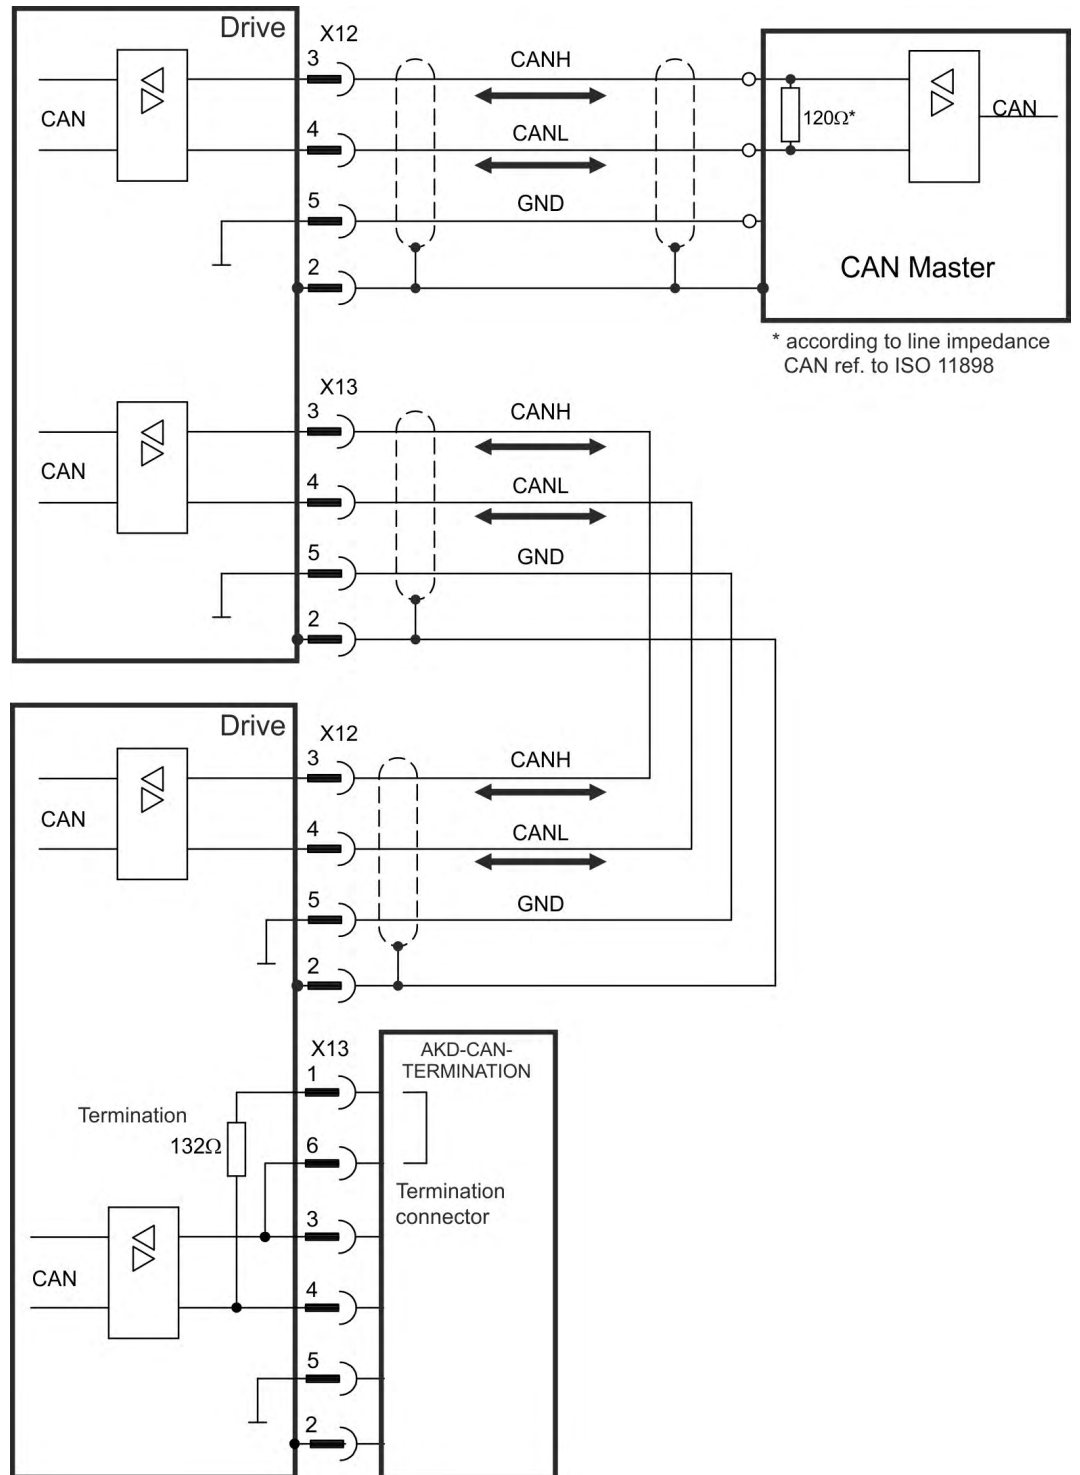 Drive
X12
3
CANH
CAN
120Ω*
CAN
4
CANL
5
GND
2
CAN Master
* according to line impedance
CAN ref. to ISO 11898
X13
3
CANH
CAN
4
CANL
5
GND
2
Drive
X12
3
CANH
CAN
4
CANL
5
GND
2
X13
AKD-CAN-
TERMINATION
1
Termination
132Ω
6
Termination
connector
3
CAN
4
5
2